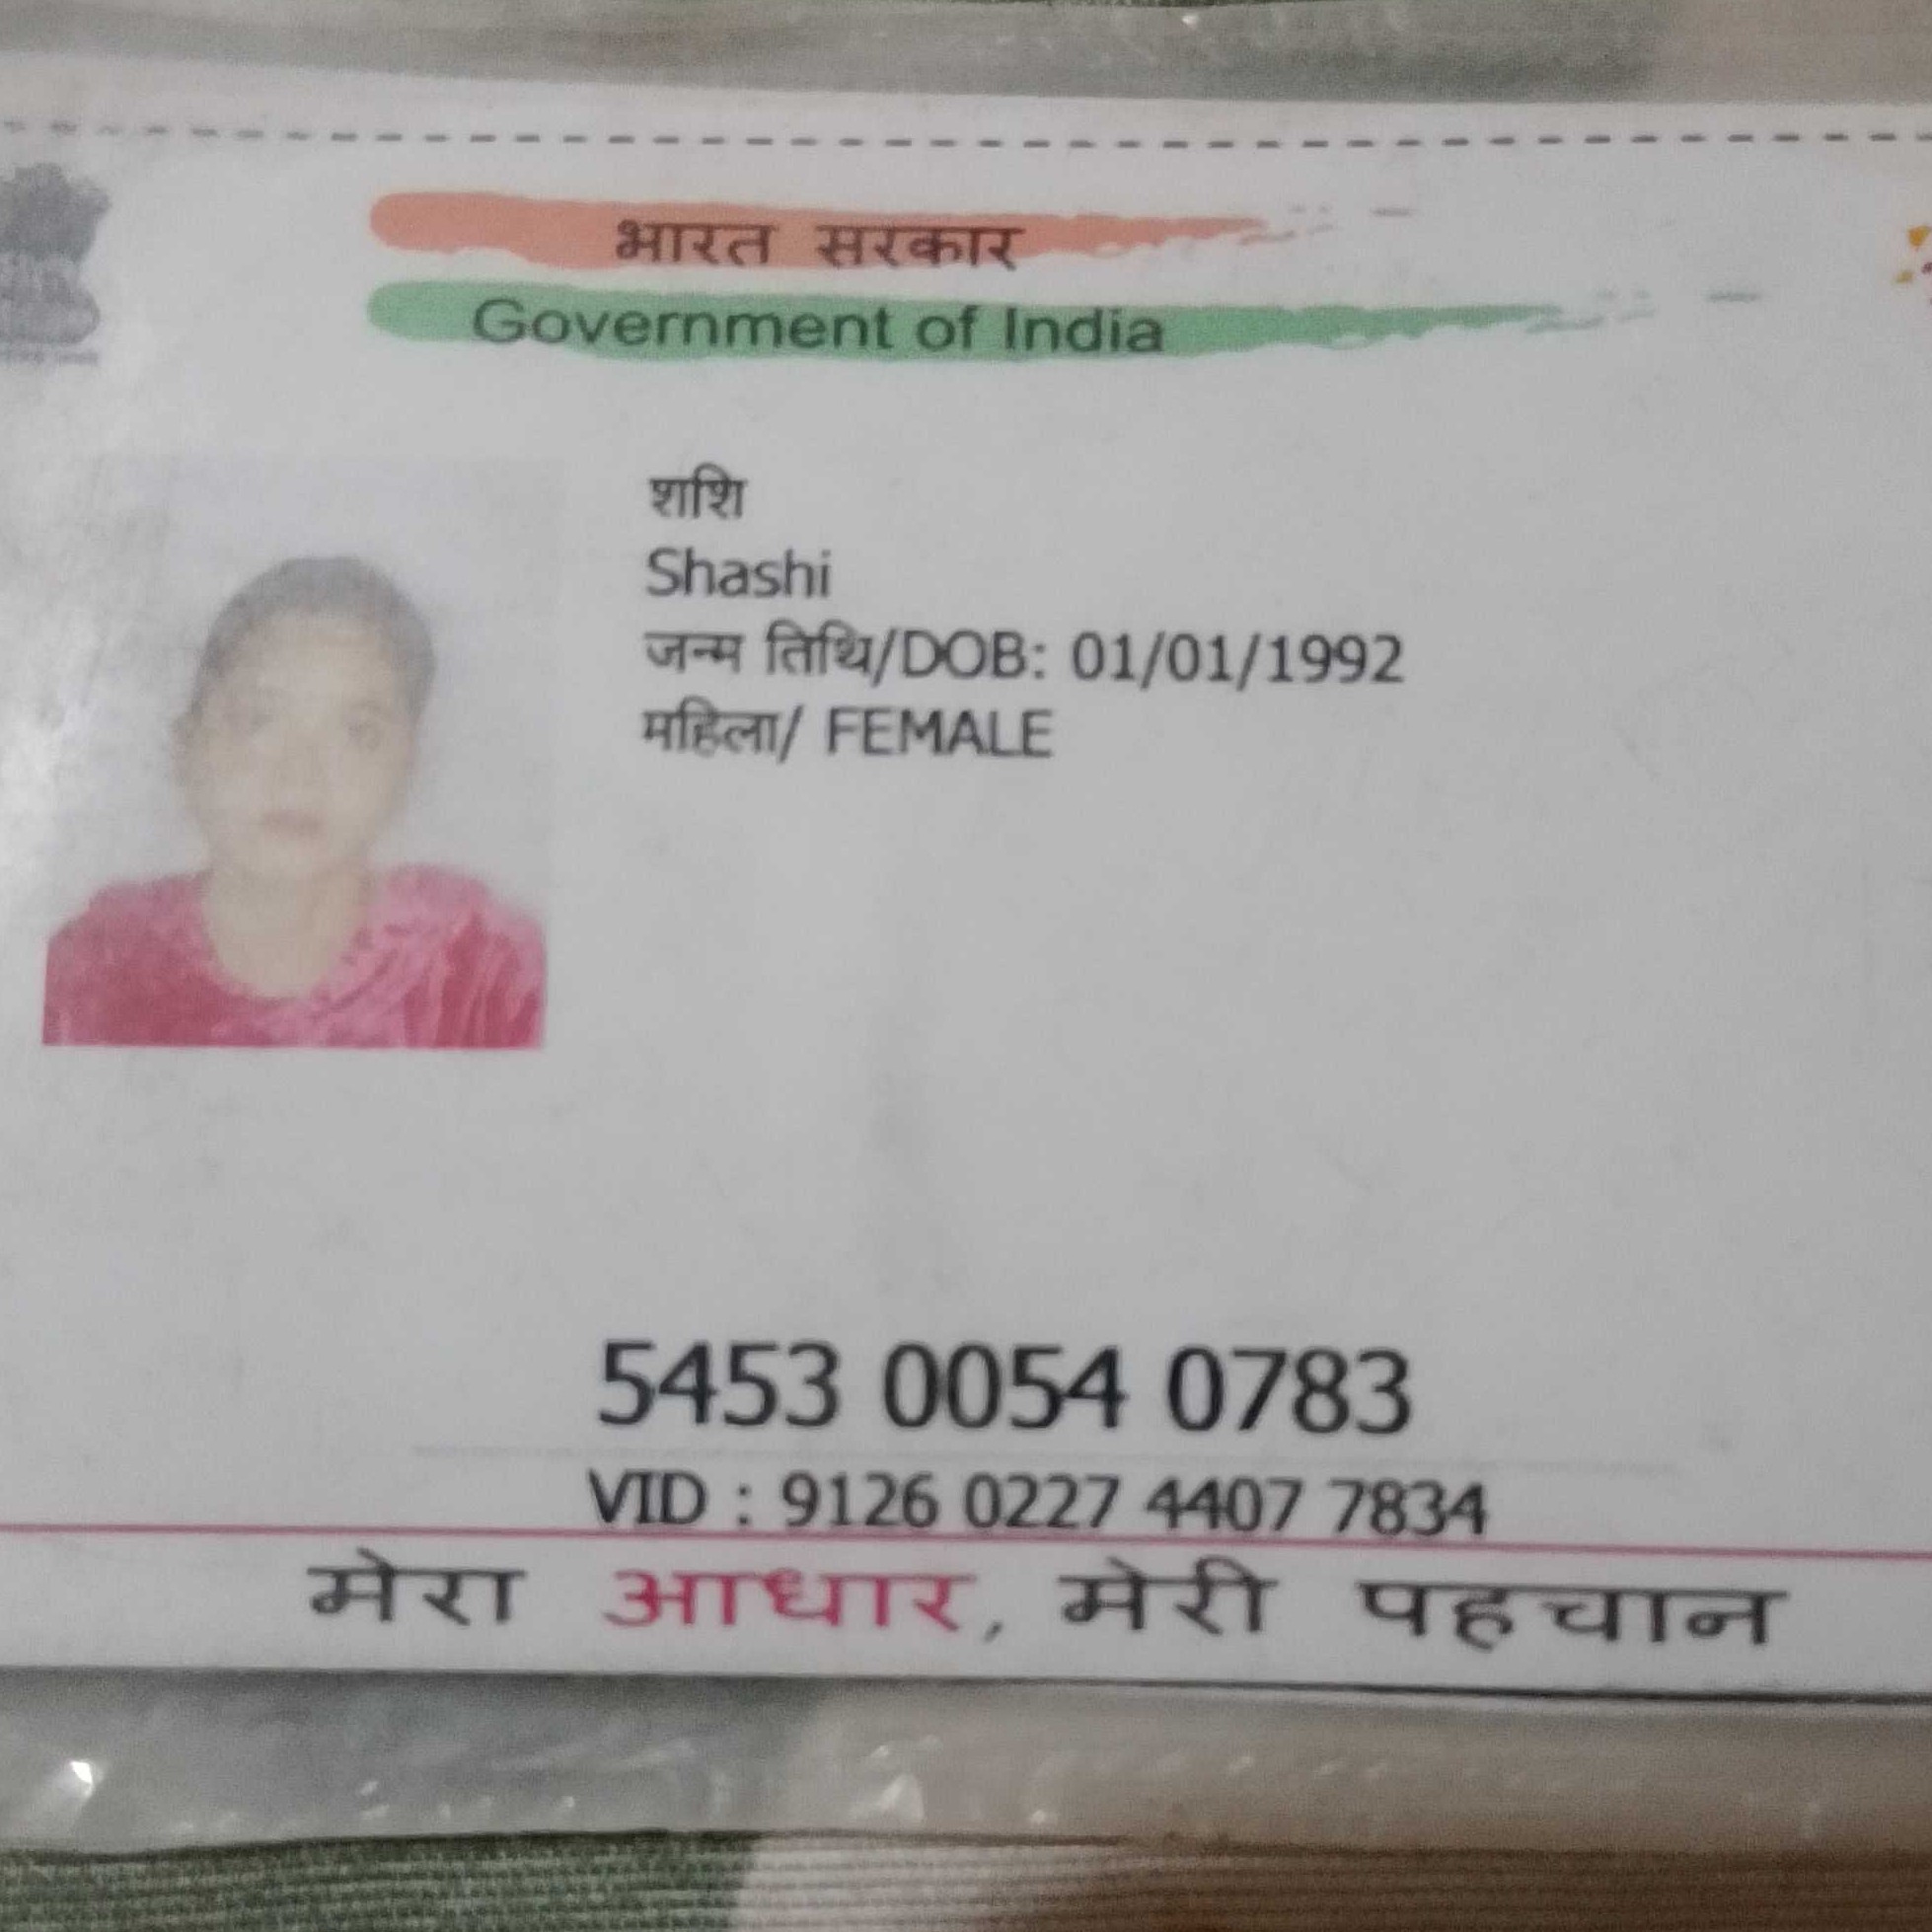 भारत सरकार
Government of India
शशि
Shashi
जन्म तिथि/DOB: 01/01/1992
महिला/ FEMALE
5453 0054 0783
VID : 9126 0227 4407 7834
मेरा आधार, मेरी पहचान